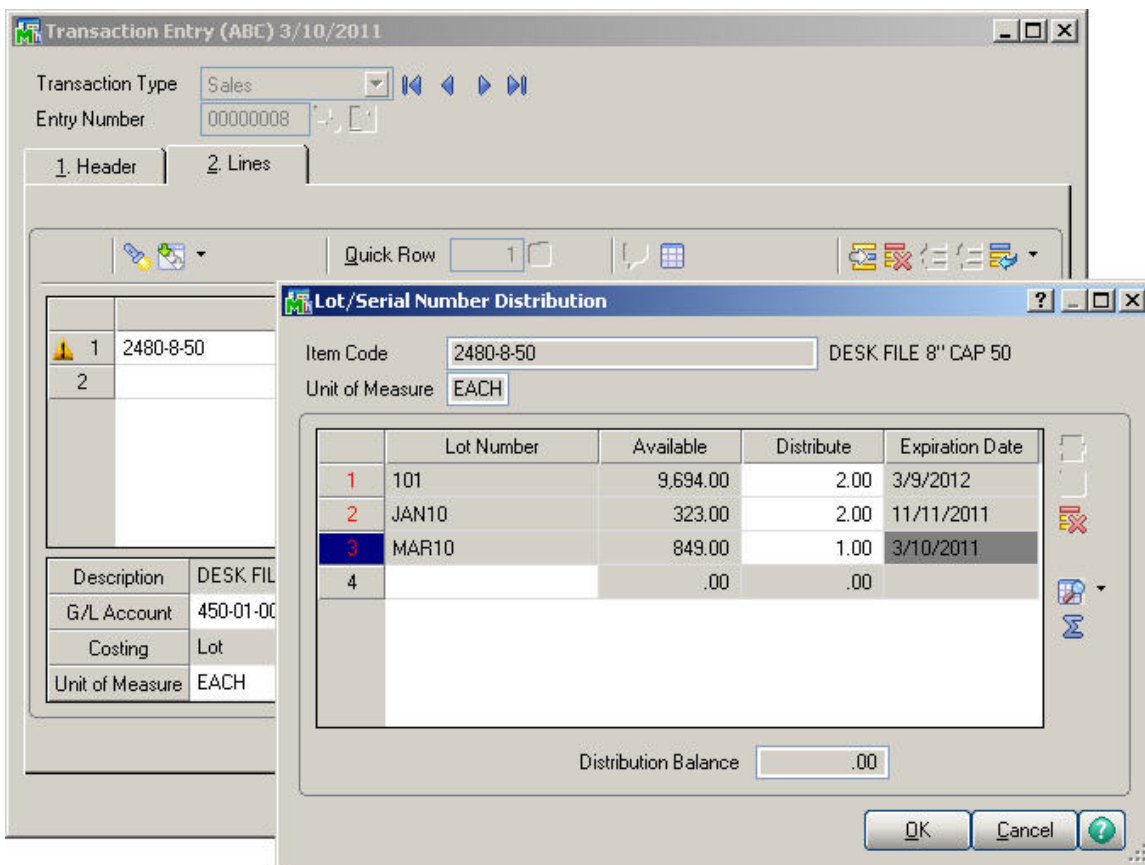 Transaction Entry (ABC) 3/10/2011
Transaction Type Sales
Entry Number 00000008
1. Header 2. Lines
Quick Row 1
1 2480-8-50
2
Description DESK FIL
G/L Account 450-01-00
Costing Lot
Unit of Measure EACH
Lot/Serial Number Distribution
Item Code 2480-8-50 DESK FILE 8" CAP 50
Unit of Measure EACH
Lot Number Available Distribute Expiration Date
1 101 9,694.00 2.00 3/9/2012
2 JAN10 323.00 2.00 11/11/2011
3 MAR10 849.00 1.00 3/10/2011
4 .00 .00
Distribution Balance .00
OK Cancel